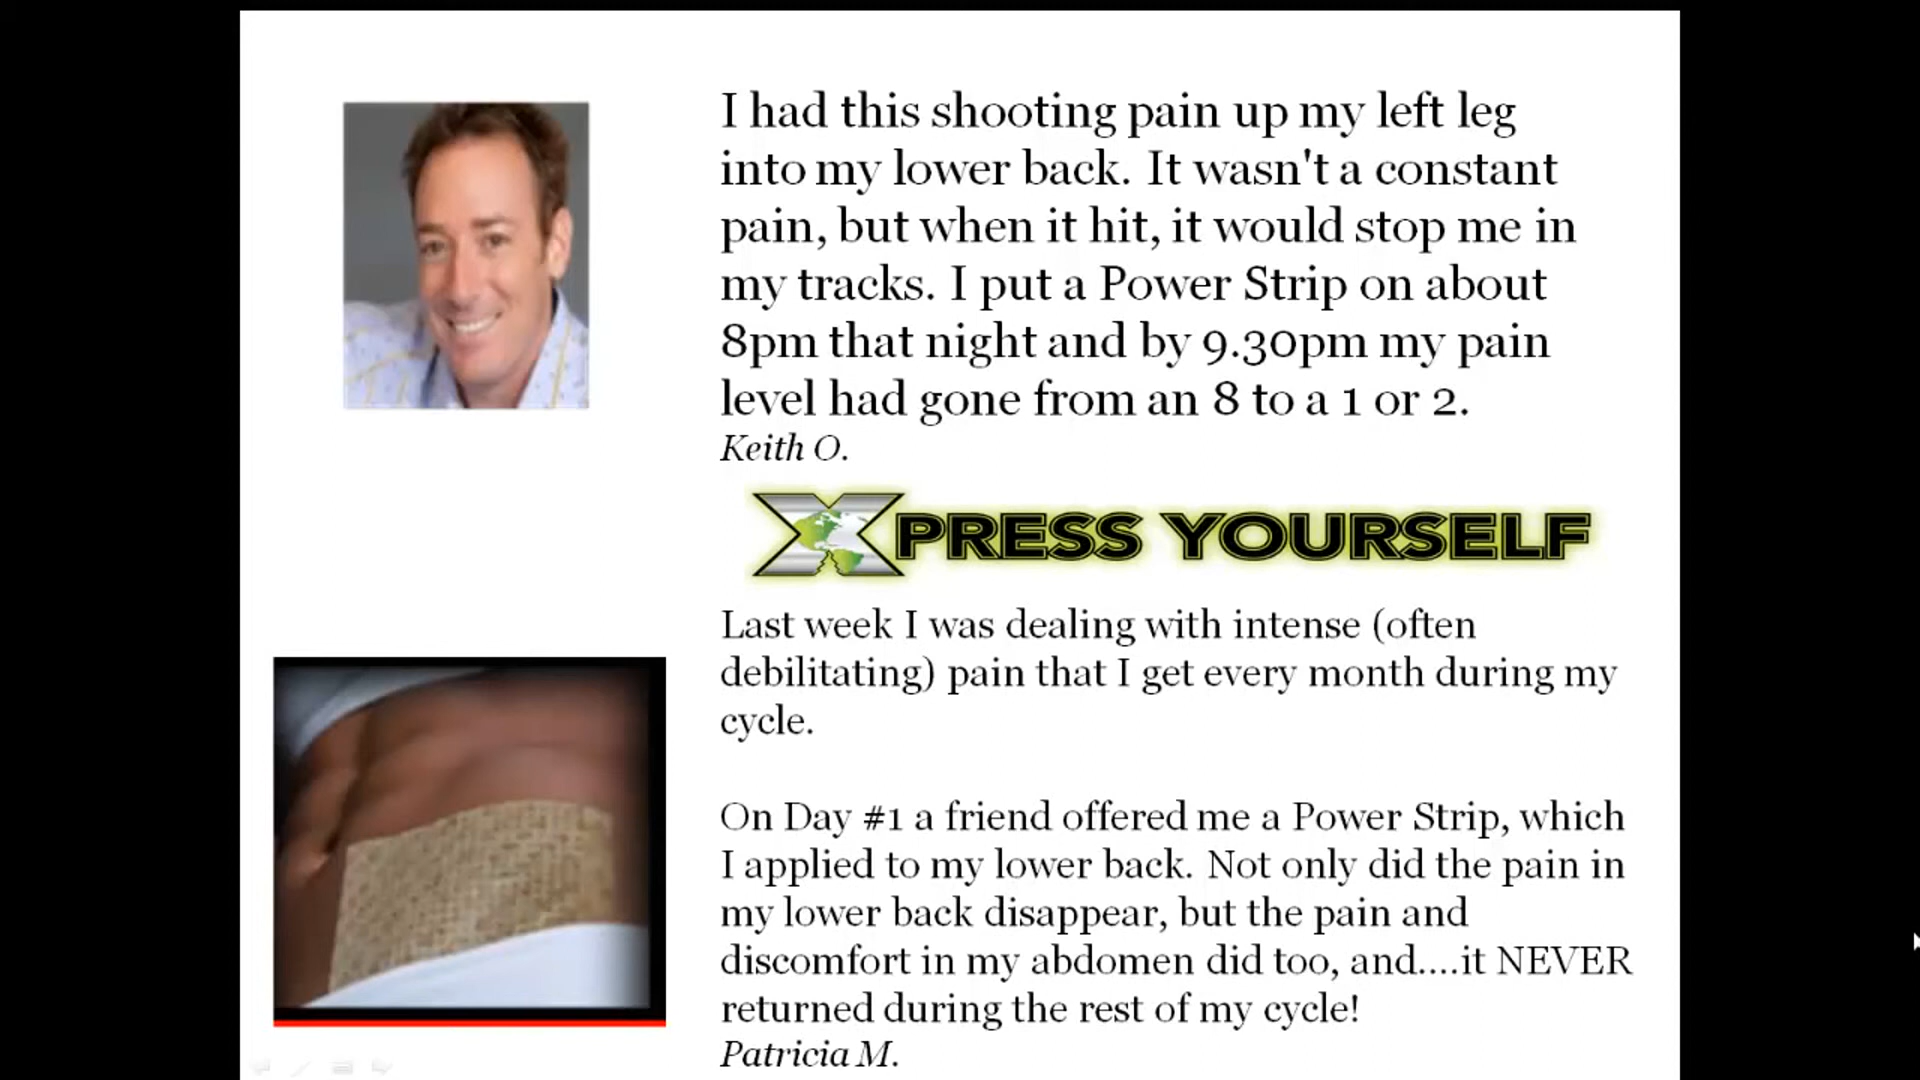 I had this shooting pain up my left leg
into my lower back. It wasn't a constant
pain, but when it hit, it would stop me in
my tracks. I put a Power Strip on about
8pm that night and by 9.30pm my pain
level had gone from an 8 to a 1 or 2.
Keith O.
XPRESS YOURSELF
Last week I was dealing with intense (often
debilitating) pain that I get every month during my
cycle.
On Day #1 a friend offered me a Power Strip, which
I applied to my lower back. Not only did the pain in
my lower back disappear, but the pain and
discomfort in my abdomen did too, and....it NEVER
returned during the rest of my cycle!
Patricia M.